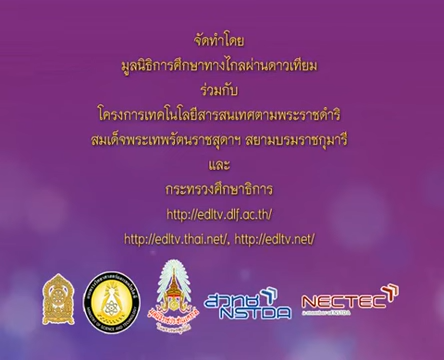 จัดทำโดย
มูลนิธิการศึกษาทางไกลผ่านดาวเทียม
ร่วมกับ
โครงการเทคโนโลยีสารสนเทศตามพระราชดำริ
สมเด็จพระเทพรัตนราชสุดาฯ สยามบรมราชกุมารี
และ
กระทรวงศึกษาธิการ
http://edltv.dlf.ac.th/
http://edltv.thai.net/, http://edltv.net/
สวทช
NSTDA
NECTEC
a member of NSTDA